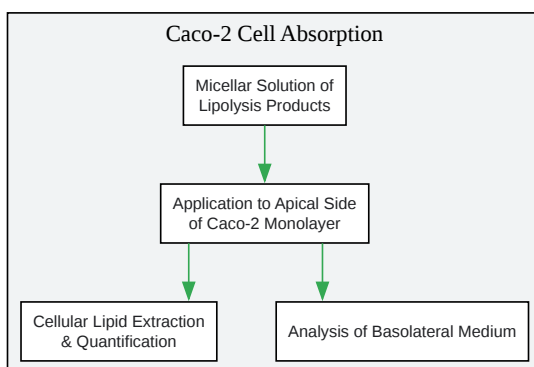 Caco-2 Cell Absorption
Micellar Solution of
Lipolysis Products
Application to Apical Side
of Caco-2 Monolayer
Cellular Lipid Extraction
& Quantification
Analysis of Basolateral Medium